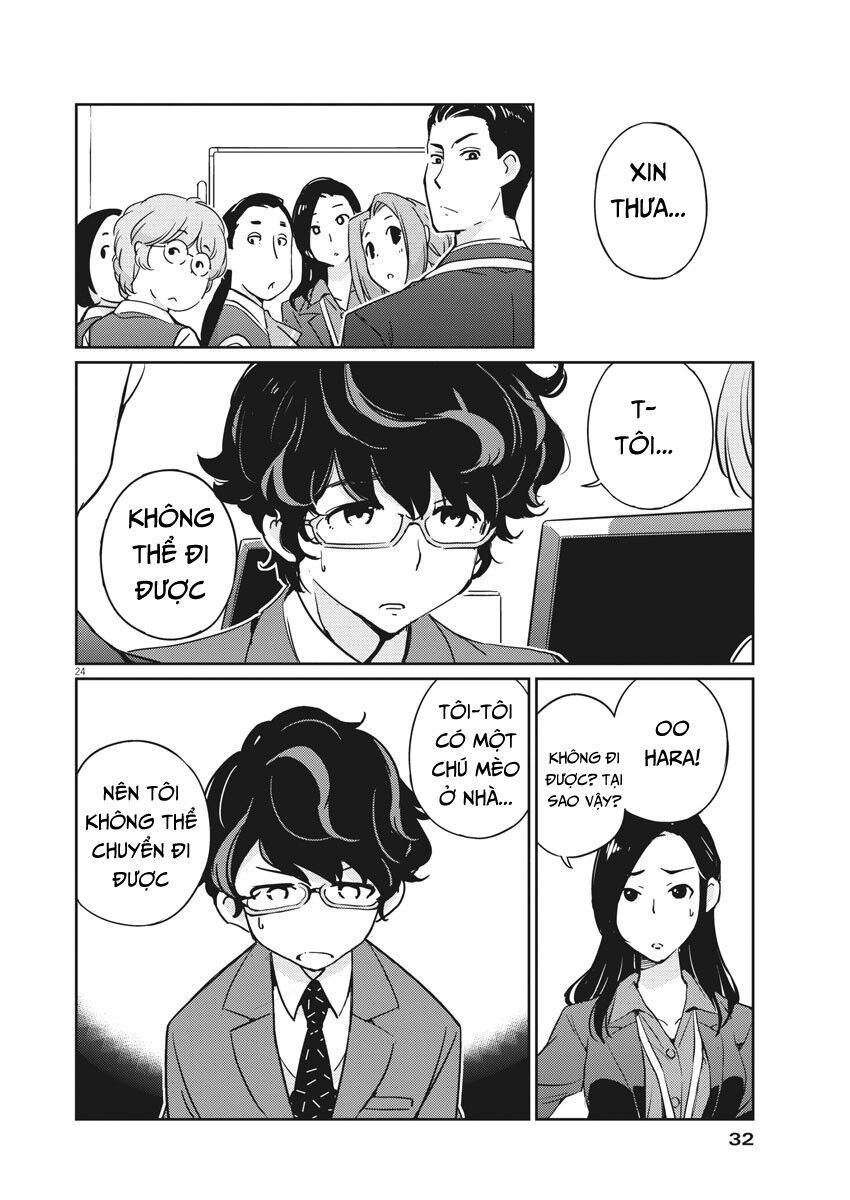 XIN
THƯA...
T-
TÔI...
KHÔNG
THỂ ĐI
ĐƯỢC
24
OO
HARA!
KHÔNG ĐI
ĐƯỢC? TẠI
SAO VẬY?
TÔI-TÔI
CÓ MỘT
CHÚ MÈO
Ở NHÀ...
NÊN TÔI
KHÔNG THỂ
CHUYỂN ĐI
ĐƯỢC
32